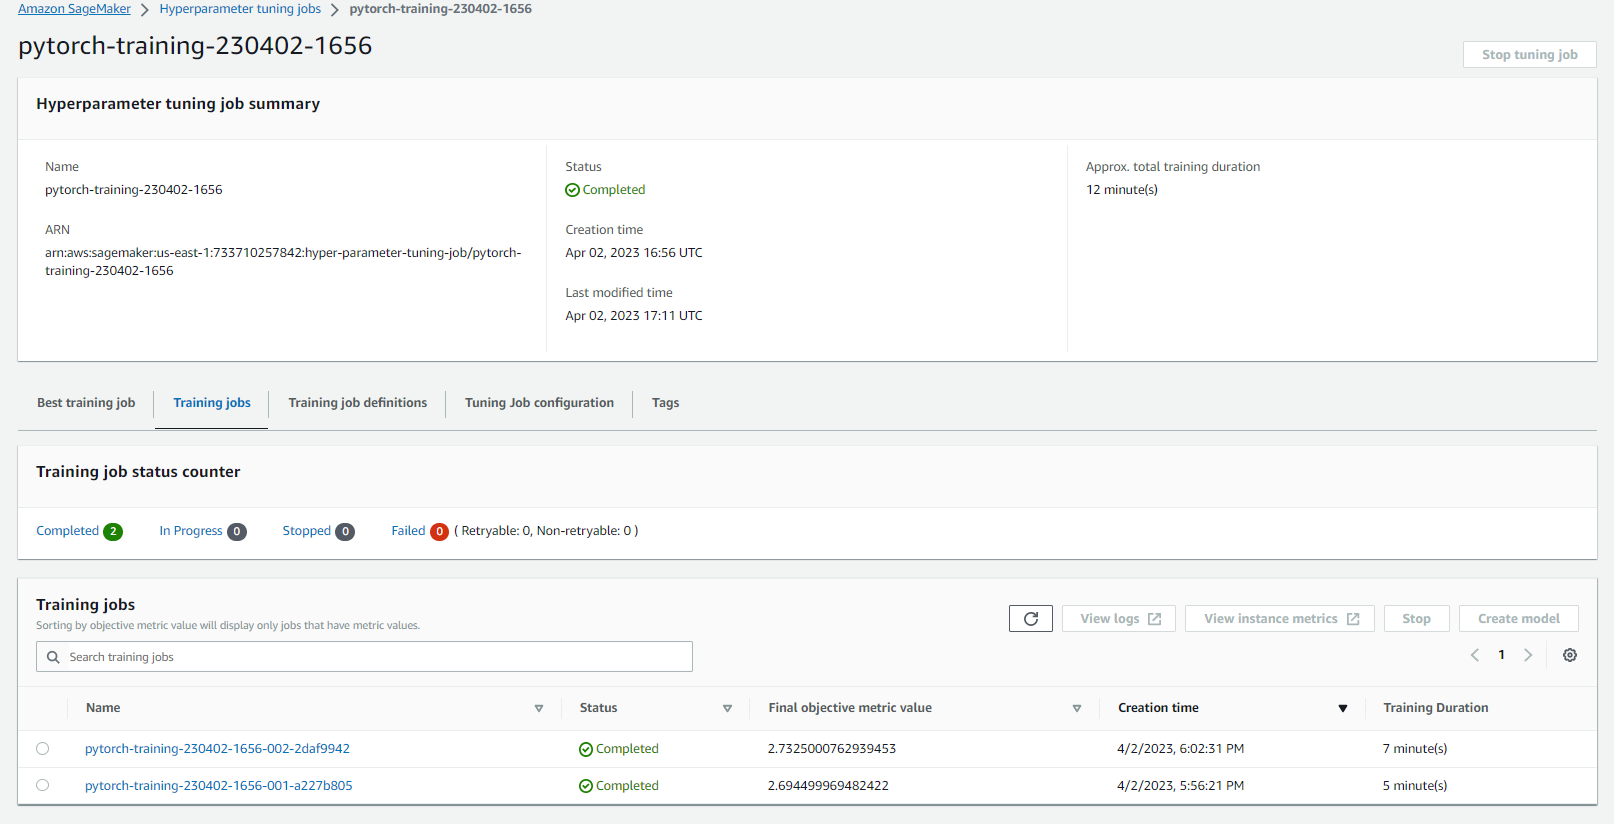 Amazon SageMaker > Hyperparameter tuning jobs > pytorch-training-230402-1656
pytorch-training-230402-1656
Stop tuning job
Hyperparameter tuning job summary
Name
pytorch-training-230402-1656
ARN
arn:aws:sagemaker:us-east-1:733710257842:hyper-parameter-tuning-job/pytorch-
training-230402-1656
Status
Completed
Creation time
Apr 02, 2023 16:56 UTC
Last modified time
Apr 02, 2023 17:11 UTC
Approx. total training duration
12 minute(s)
Best training job Training jobs Training job definitions Tuning Job configuration Tags
Training job status counter
Completed 2 In Progress 0 Stopped 0 Failed 0 ( Retryable: 0, Non-retryable: 0 )
Training jobs
Sorting by objective metric value will display only jobs that have metric values.
View logs View instance metrics Stop Create model
Search training jobs
1
Name Status Final objective metric value Creation time Training Duration
pytorch-training-230402-1656-002-2daf9942 Completed 2.7325000762939453 4/2/2023, 6:02:31 PM 7 minute(s)
pytorch-training-230402-1656-001-a227b805 Completed 2.694499969482422 4/2/2023, 5:56:21 PM 5 minute(s)